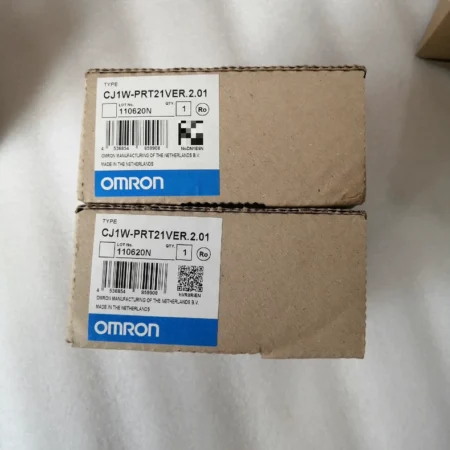 TYPE
CJ1W-PRT21VER.2.01
LOT No. QTY.
110620N 1 Ro
OMRON MANUFACTURING OF THE NETHERLANDS B.V.
MADE IN THE NETHERLANDS
OMRON
TYPE
CJ1W-PRT21VER.2.01
LOT No. QTY.
110620N 1 Ro
OMRON MANUFACTURING OF THE NETHERLANDS B.V.
MADE IN THE NETHERLANDS
OMRON